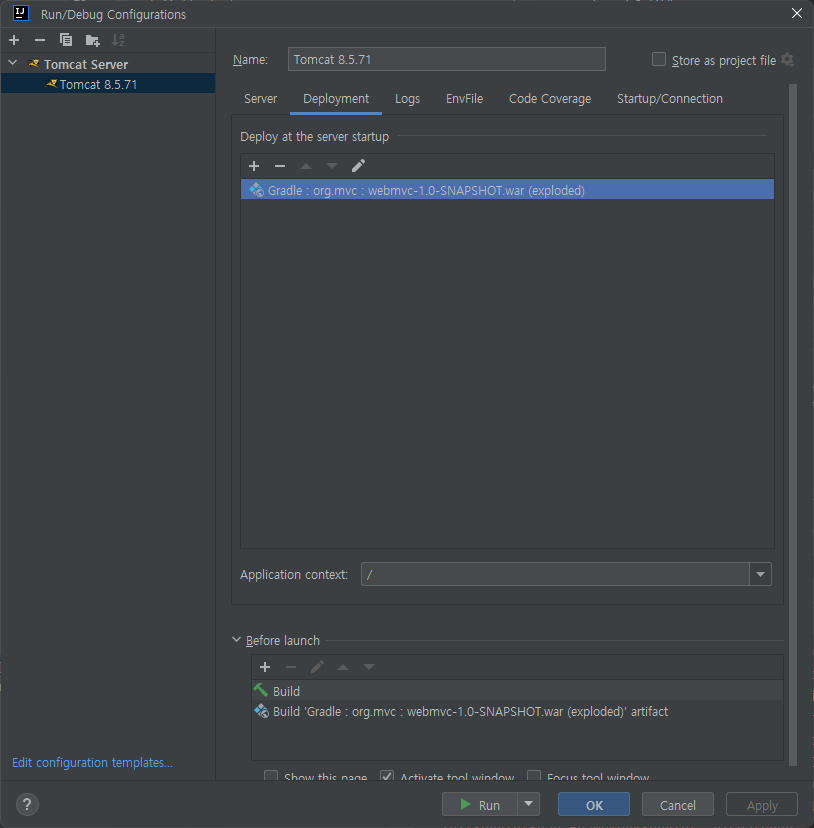 IJ Run/Debug Configurations
Tomcat Server
Tomcat 8.5.71
Name: Tomcat 8.5.71 Store as project file
Server Deployment Logs EnvFile Code Coverage Startup/Connection
Deploy at the server startup
Gradle : org.mvc : webmvc-1.0-SNAPSHOT.war (exploded)
Application context: /
Before launch
Build
Build 'Gradle : org.mvc : webmvc-1.0-SNAPSHOT.war (exploded)' artifact
Show this page Activate tool window Focus tool window
Edit configuration templates...
? Run OK Cancel Apply